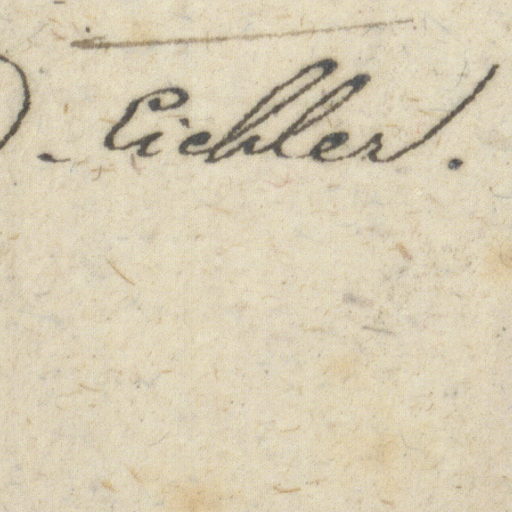 . Eichler.